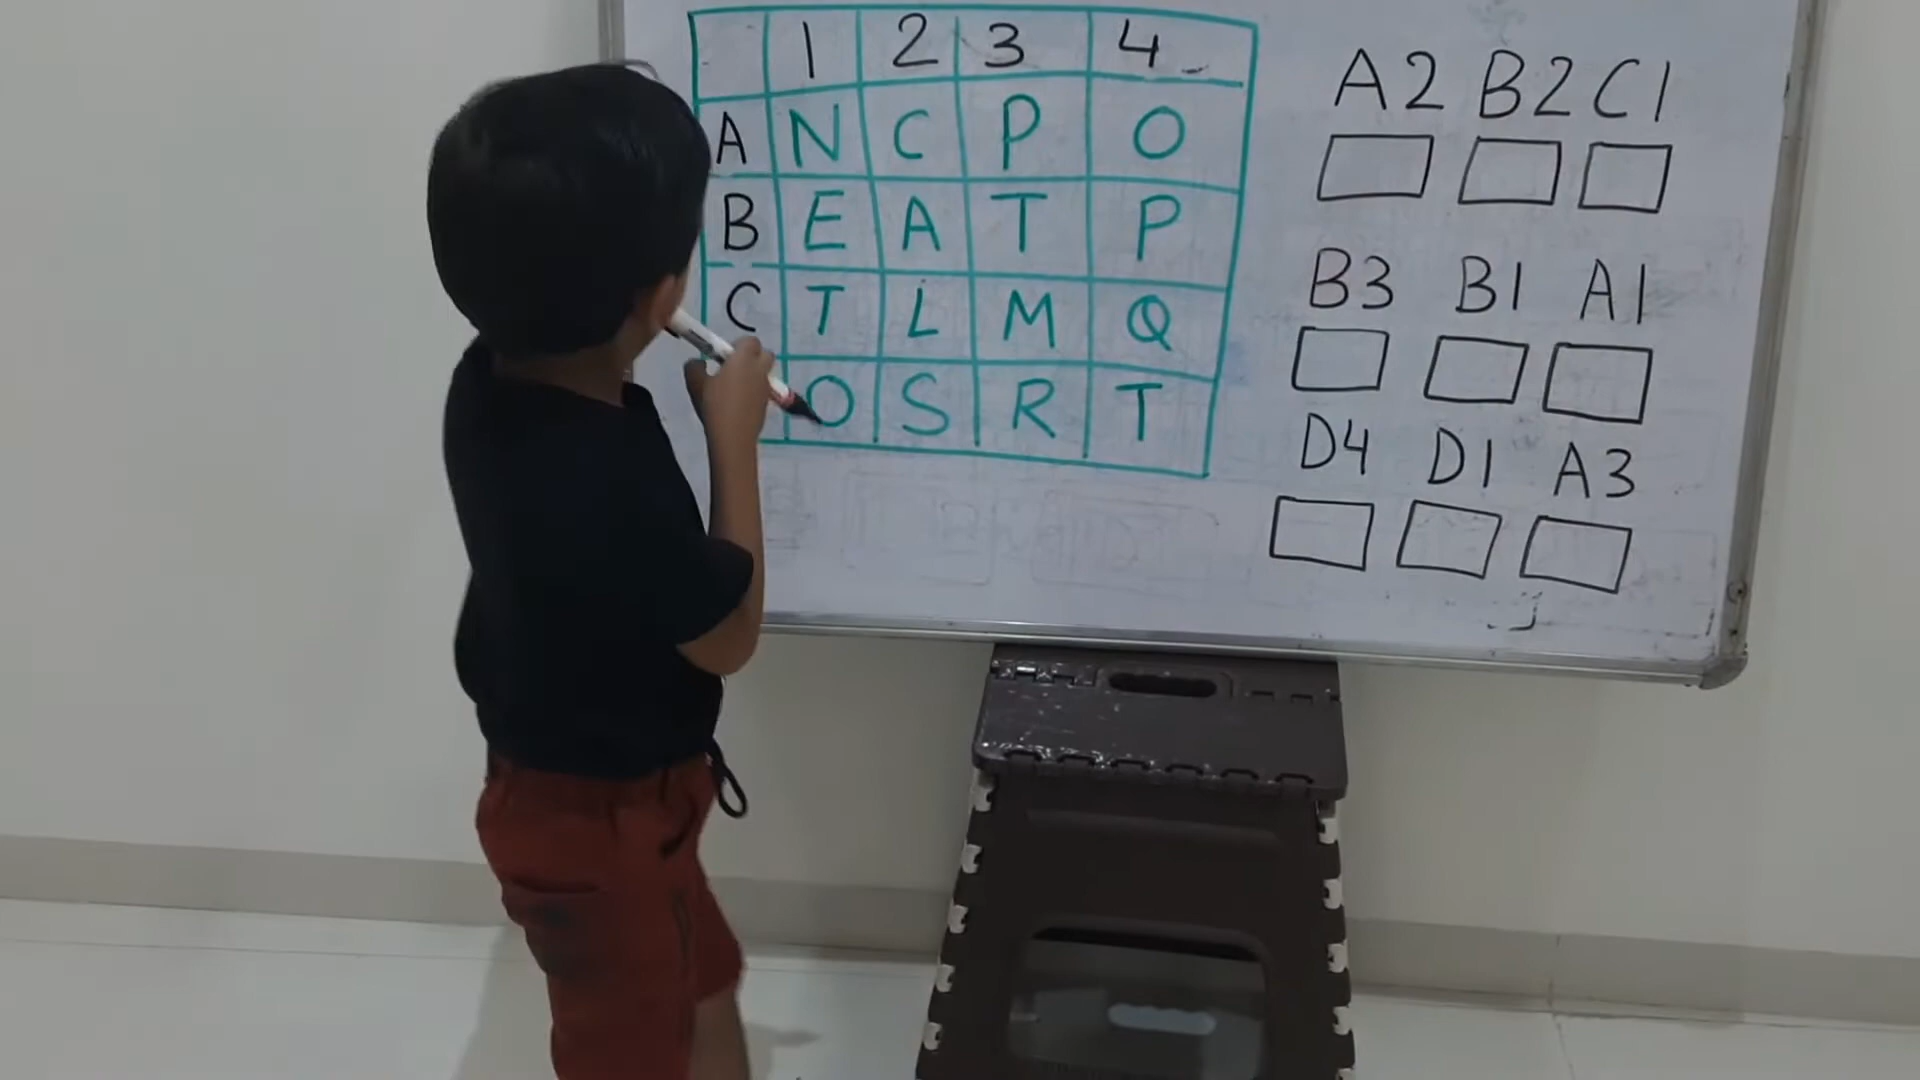 1 2 3 4
A N C P O
B E A T P
C T L M Q
O S R T
A2 B2 C1
B3 B1 A1
D4 D1 A3